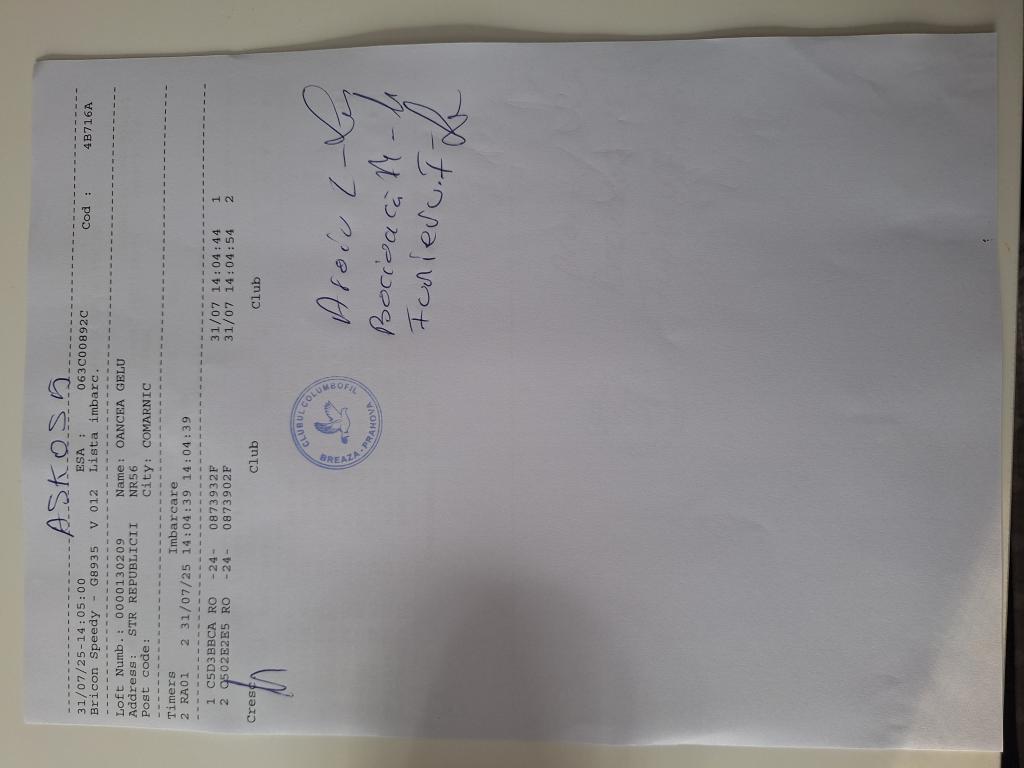 ASKOSA
31/07/25-14:05:00 ESA : 063C00892C Cod : 4B716A
Bricon Speedy - G8935 V 012 Lista imbarc.
Loft Numb.: 0000130209 Name: OANCEA GELU
Address: STR REPUBLICII NR56
Post code: City: COMARNIC
Timers Imbarcare
2 RA01 2 31/07/25 14:04:39 14:04:39
1 C5D3BBCA RO -24- 0873932F 31/07 14:04:44 1
2 C502E2E5 RO -24- 0873902F 31/07 14:04:54 2
Cresc Club Club
CLUBUL COLUMBOFIL
BREAZA-PRAHOVA